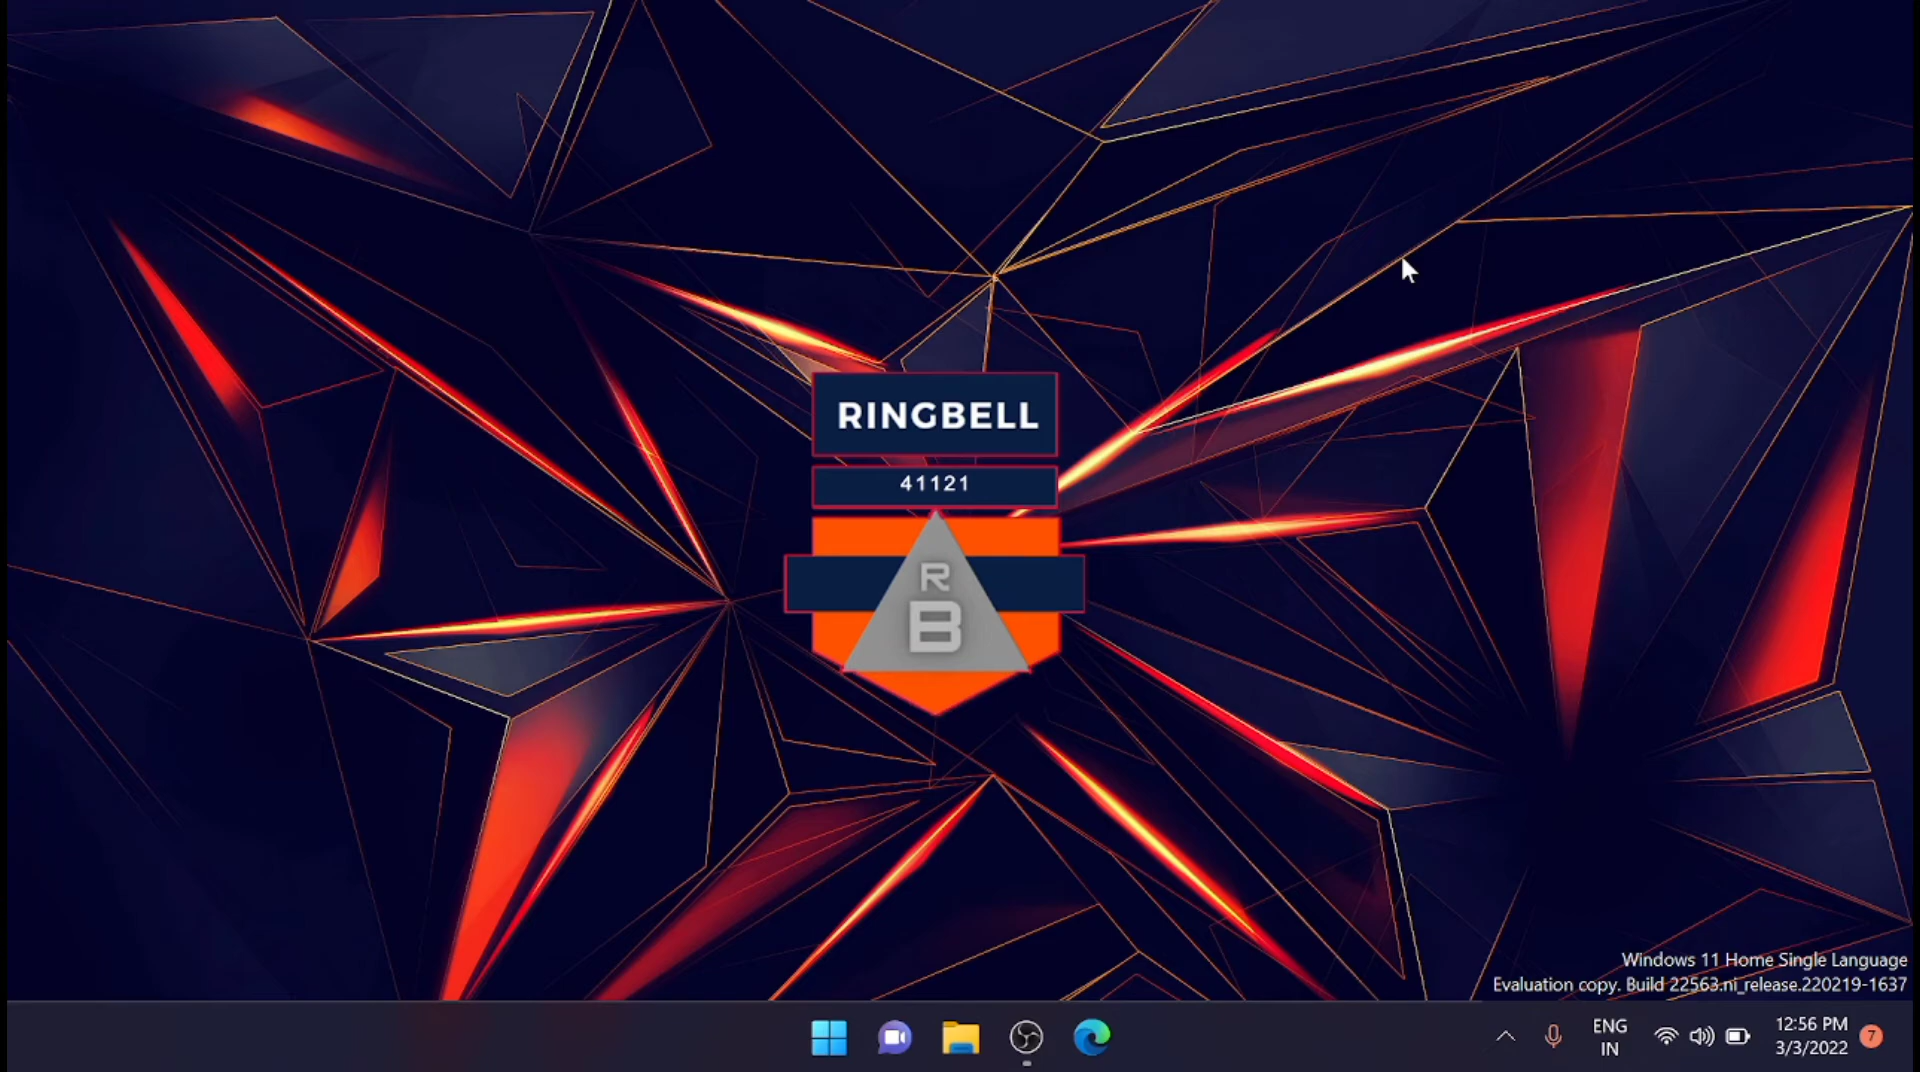 RINGBELL
41121
R
B
Windows 11 Home Single Language
Evaluation copy. Build 22563.ni_release.220219-1637
ENG
IN
12:56 PM
3/3/2022
7